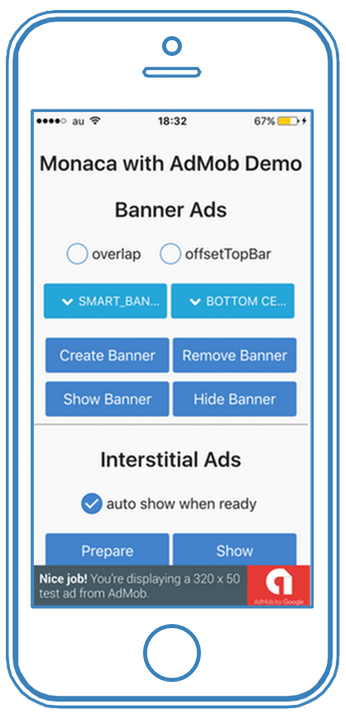 au 18:32 67%
Monaca with AdMob Demo
Banner Ads
overlap offsetTopBar
SMART_BAN... BOTTOM CE...
Create Banner Remove Banner
Show Banner Hide Banner
Interstitial Ads
auto show when ready
Prepare Show
Nice job! You're displaying a 320 x 50
test ad from AdMob.
AdMob by Google